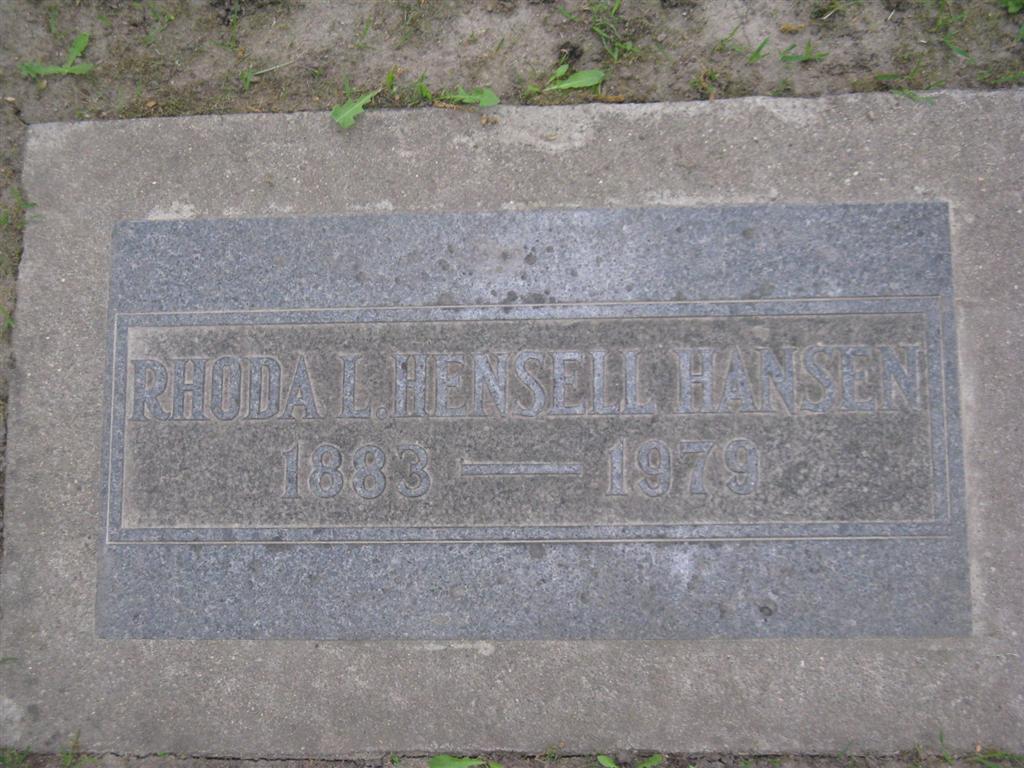 RHODA L. HENSELL HANSEN
1883 — 1979